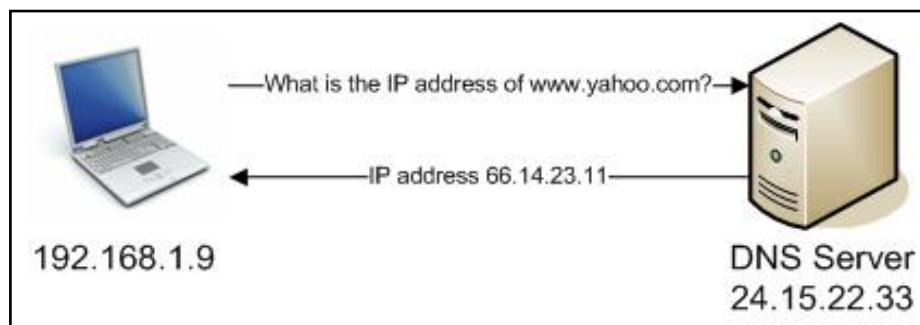 What is the IP address of www.yahoo.com?
IP address 66.14.23.11
192.168.1.9
DNS Server
24.15.22.33